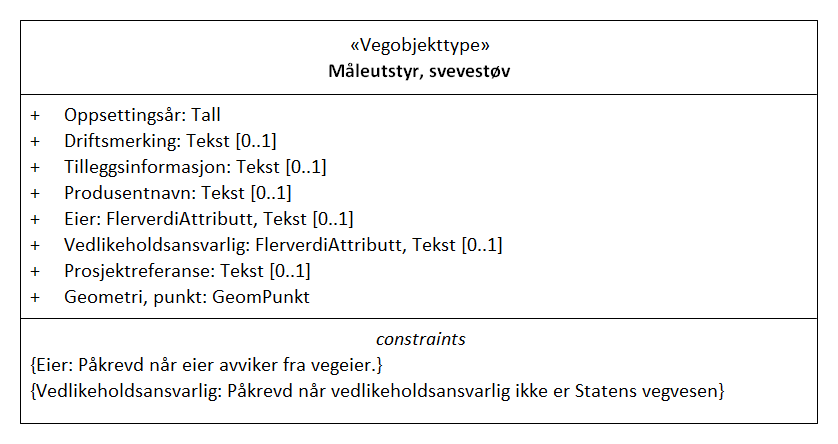 «Vegobjekttype»
Måleutstyr, svevestøv
+ Oppsettingsår: Tall
+ Driftsmerking: Tekst [0..1]
+ Tilleggsinformasjon: Tekst [0..1]
+ Produsentnavn: Tekst [0..1]
+ Eier: FlerverdiAttributt, Tekst [0..1]
+ Vedlikeholdsansvarlig: FlerverdiAttributt, Tekst [0..1]
+ Prosjektreferanse: Tekst [0..1]
+ Geometri, punkt: GeomPunkt
constraints
{Eier: Påkrevd når eier avviker fra vegeier.}
{Vedlikeholdsansvarlig: Påkrevd når vedlikeholdsansvarlig ikke er Statens vegvesen}